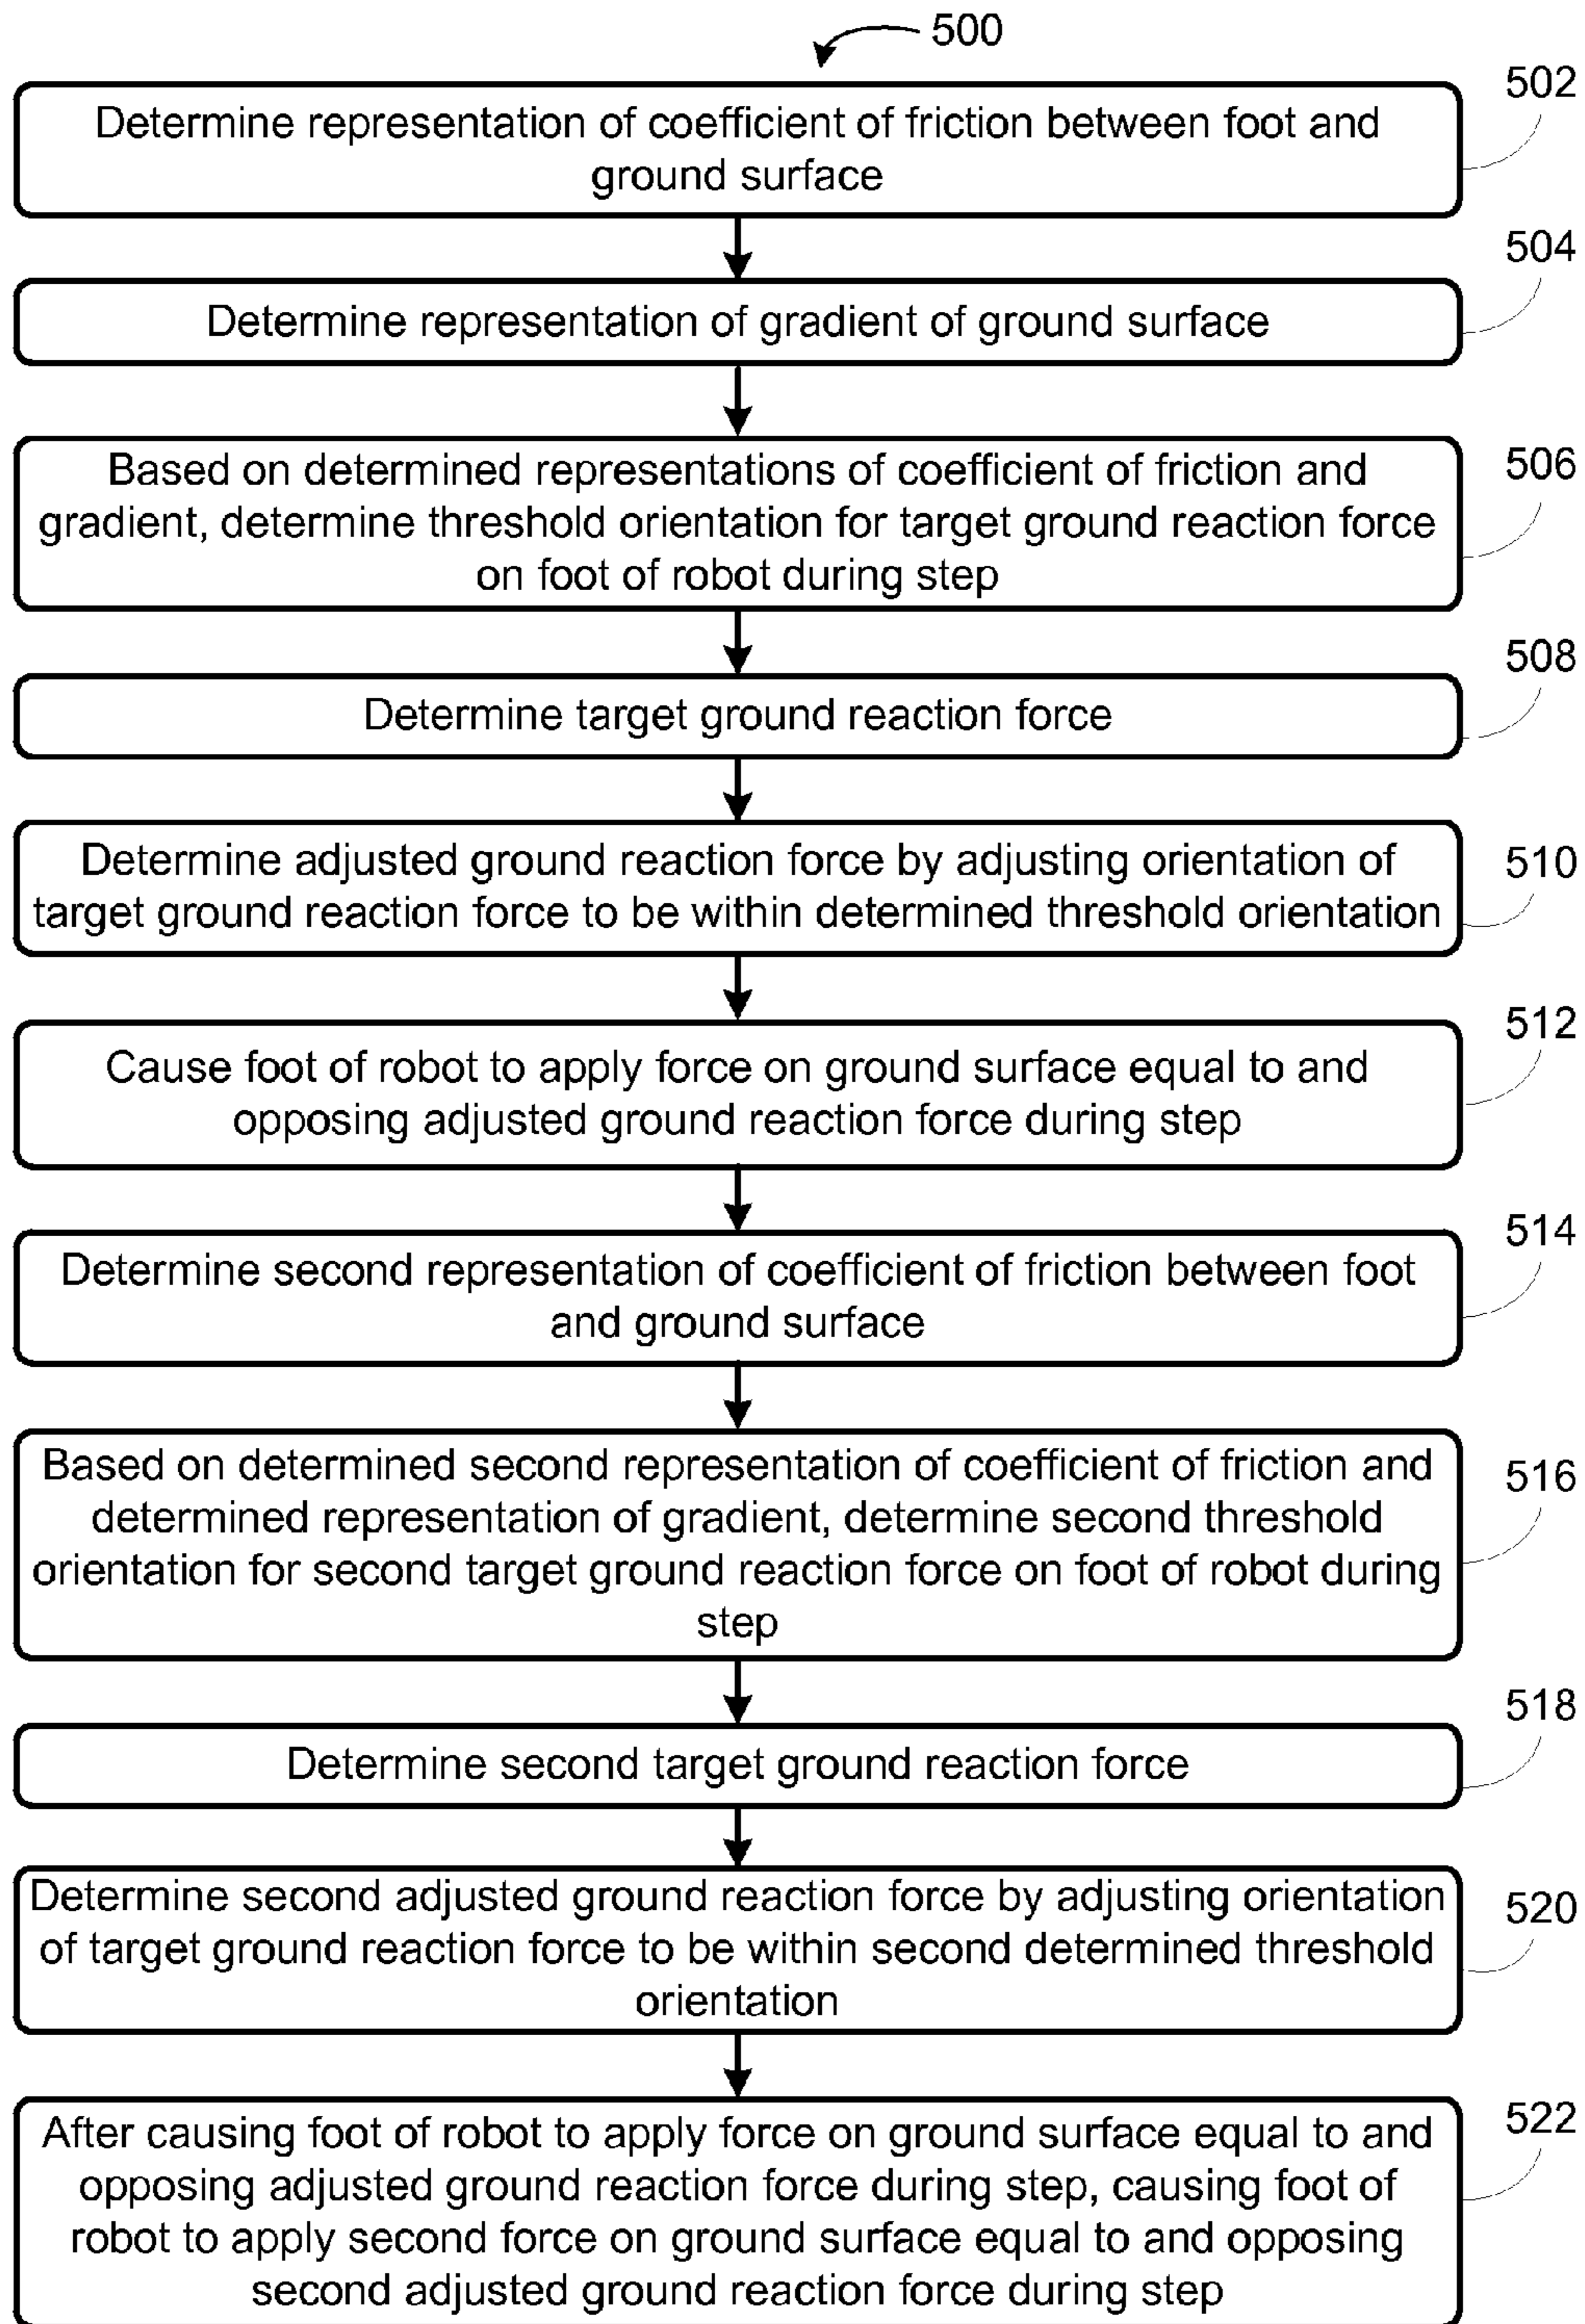 500
502
Determine representation of coefficient of friction between foot and
ground surface
504
Determine representation of gradient of ground surface
506
Based on determined representations of coefficient of friction and
gradient, determine threshold orientation for target ground reaction force
on foot of robot during step
508
Determine target ground reaction force
510
Determine adjusted ground reaction force by adjusting orientation of
target ground reaction force to be within determined threshold orientation
512
Cause foot of robot to apply force on ground surface equal to and
opposing adjusted ground reaction force during step
514
Determine second representation of coefficient of friction between foot
and ground surface
516
Based on determined second representation of coefficient of friction and
determined representation of gradient, determine second threshold
orientation for second target ground reaction force on foot of robot during
step
518
Determine second target ground reaction force
520
Determine second adjusted ground reaction force by adjusting orientation
of target ground reaction force to be within second determined threshold
orientation
522
After causing foot of robot to apply force on ground surface equal to and
opposing adjusted ground reaction force during step, causing foot of
robot to apply second force on ground surface equal to and opposing
second adjusted ground reaction force during step